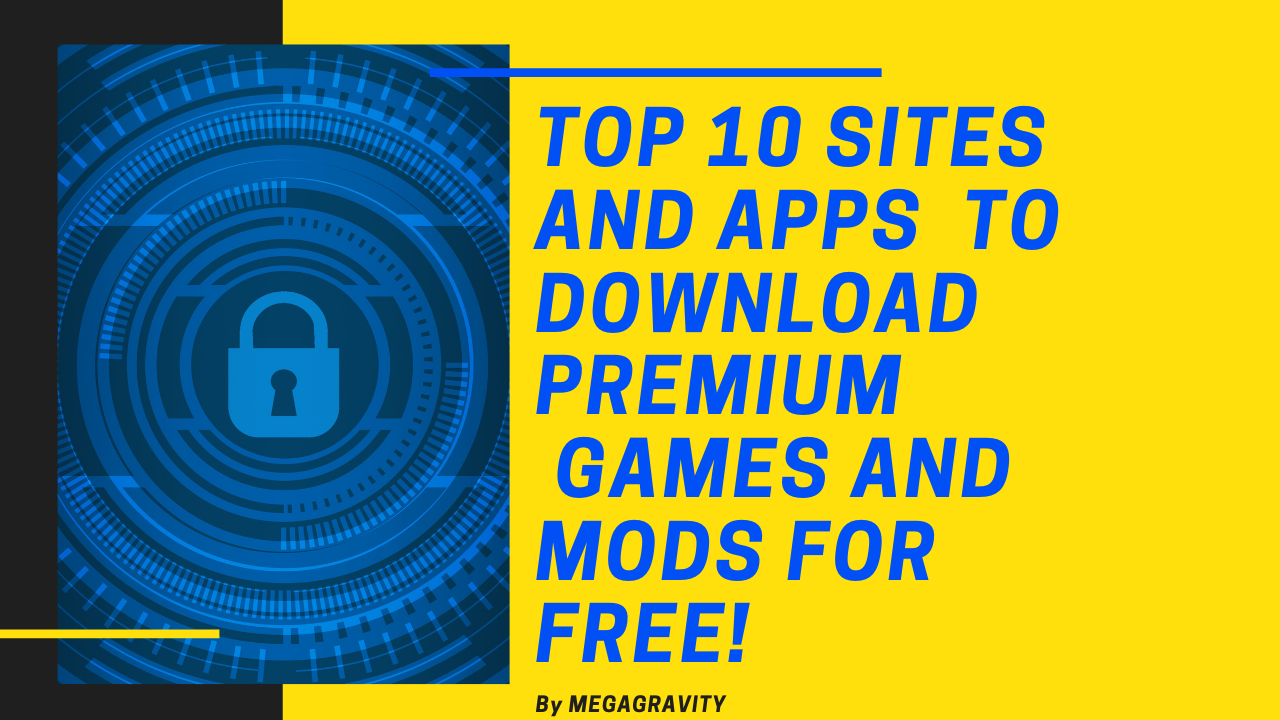 TOP 10 SITES
AND APPS TO
DOWNLOAD
PREMIUM
GAMES AND
MODS FOR
FREE!
By MEGAGRAVITY